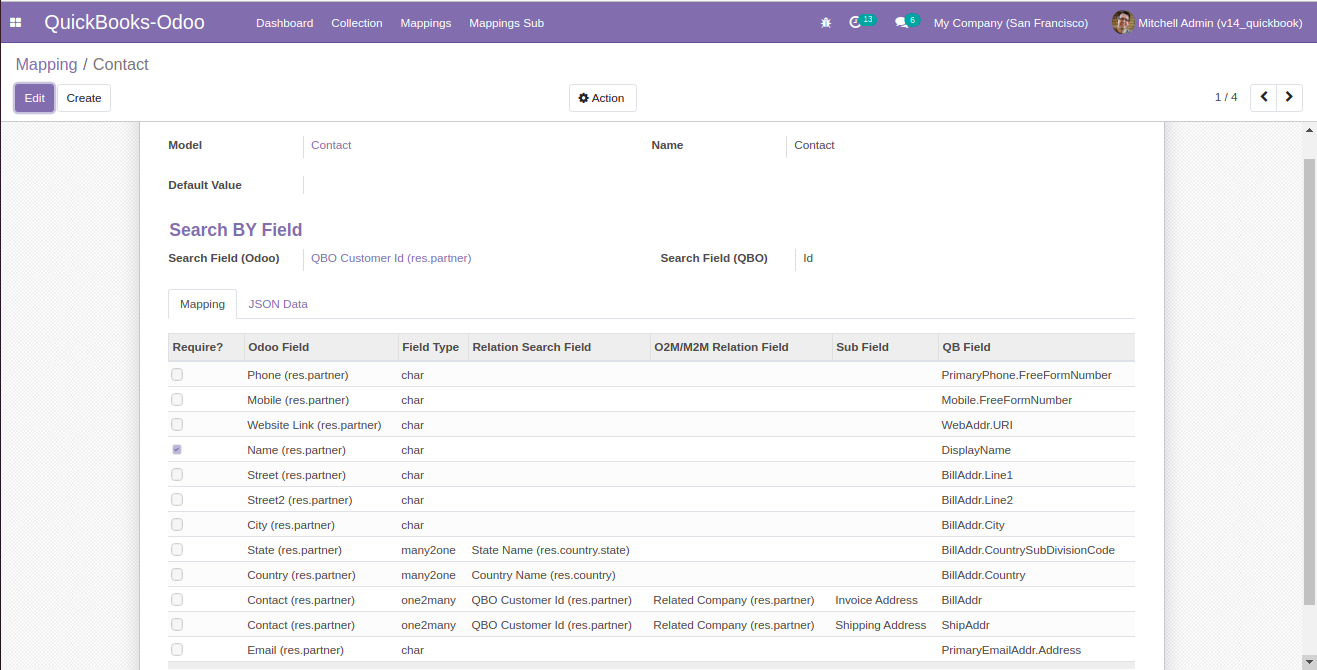 QuickBooks-Odoo Dashboard Collection Mappings Mappings Sub 13 6 My Company (San Francisco) Mitchell Admin (v14_quickbook)
Mapping / Contact
Edit Create Action 1 / 4
Model Contact Name Contact
Default Value
Search BY Field
Search Field (Odoo) QBO Customer Id (res.partner) Search Field (QBO) Id
Mapping JSON Data
Require? Odoo Field Field Type Relation Search Field O2M/M2M Relation Field Sub Field QB Field
Phone (res.partner) char PrimaryPhone.FreeFormNumber
Mobile (res.partner) char Mobile.FreeFormNumber
Website Link (res.partner) char WebAddr.URI
Name (res.partner) char DisplayName
Street (res.partner) char BillAddr.Line1
Street2 (res.partner) char BillAddr.Line2
City (res.partner) char BillAddr.City
State (res.partner) many2one State Name (res.country.state) BillAddr.CountrySubDivisionCode
Country (res.partner) many2one Country Name (res.country) BillAddr.Country
Contact (res.partner) one2many QBO Customer Id (res.partner) Related Company (res.partner) Invoice Address BillAddr
Contact (res.partner) one2many QBO Customer Id (res.partner) Related Company (res.partner) Shipping Address ShipAddr
Email (res.partner) char PrimaryEmailAddr.Address